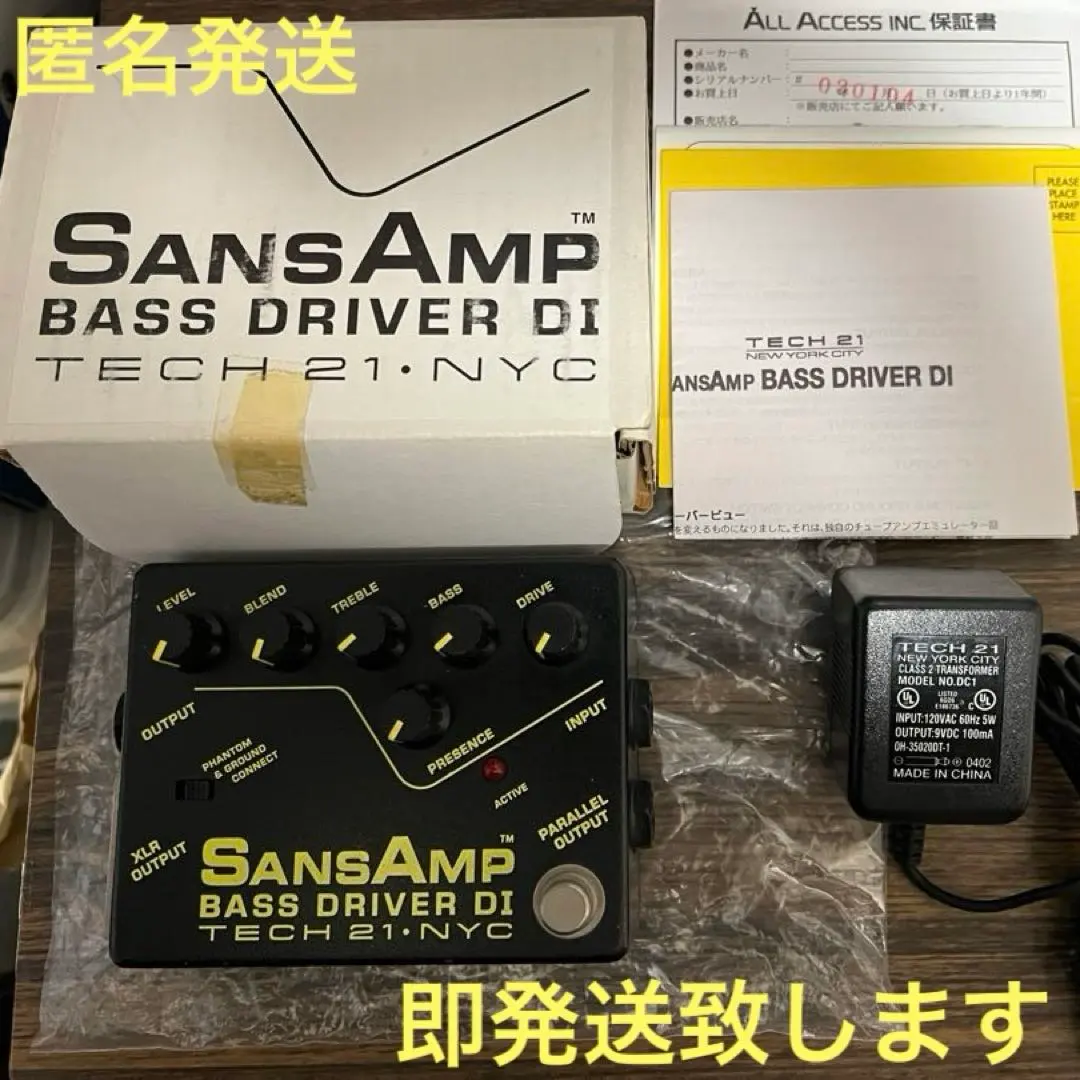 匿名発送
SANSAMP™
BASS DRIVER DI
TECH 21•NYC
ALL ACCESS INC. 保証書
●メーカー名 :
●商品名 :
●シリアルナンバー : # 030104
●お買上日 : 日(お買上日より1年間)
※販売店にてご記入願います。
●販売店名 :
PLEASE
PLACE
STAMP
HERE
TECH 21
NEW YORK CITY
ANSAMP BASS DRIVER DI
ーバービュー
を変えるものになりました。それは、独自のチューブアンプエミュレーター回
LEVEL
BLEND
TREBLE
BASS
DRIVE
OUTPUT
PRESENCE
INPUT
PHANTOM
& GROUND
CONNECT
ACTIVE
XLR
OUTPUT
PARALLEL
OUTPUT
SANSAMP™
BASS DRIVER DI
TECH 21•NYC
TECH 21
NEW YORK CITY
CLASS 2 TRANSFORMER
MODEL NO.DC1
UL LISTED C UL
E186736
INPUT:120VAC 60Hz 5W
OUTPUT:9VDC 100mA
OH-35020DT-1
0402
MADE IN CHINA
即発送致します